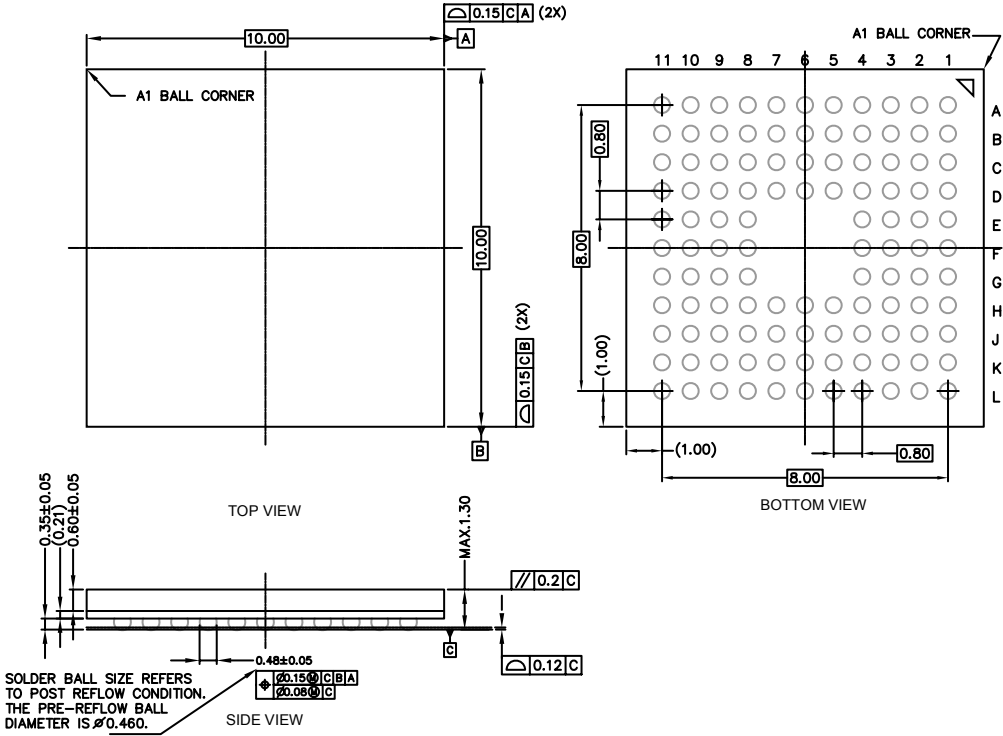 ⌓ 0.15 C A (2X)
10.00
A
A1 BALL CORNER
10.00
⌓ 0.15 C B (2X)
B
TOP VIEW
A1 BALL CORNER
11 10 9 8 7 6 5 4 3 2 1
A
B
C
D
E
F
G
H
J
K
L
0.80
8.00
(1.00)
(1.00)
0.80
8.00
BOTTOM VIEW
0.35±0.05
(0.21)
0.60±0.05
MAX.1.30
// 0.2 C
C
⌓ 0.12 C
0.48±0.05
⌖ Ø0.15Ⓜ C B A
Ø0.08Ⓜ C
SOLDER BALL SIZE REFERS
TO POST REFLOW CONDITION.
THE PRE-REFLOW BALL
DIAMETER IS Ø0.460.
SIDE VIEW